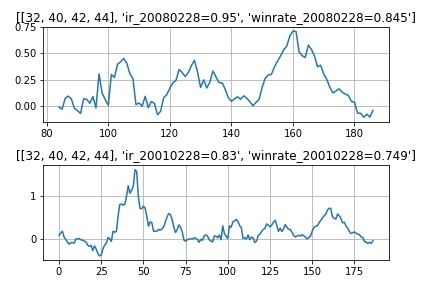 [[32, 40, 42, 44], 'ir_20080228=0.95', 'winrate_20080228=0.845']
0.75
0.50
0.25
0.00
80 100 120 140 160 180
[[32, 40, 42, 44], 'ir_20010228=0.83', 'winrate_20010228=0.749']
1
0
0 25 50 75 100 125 150 175